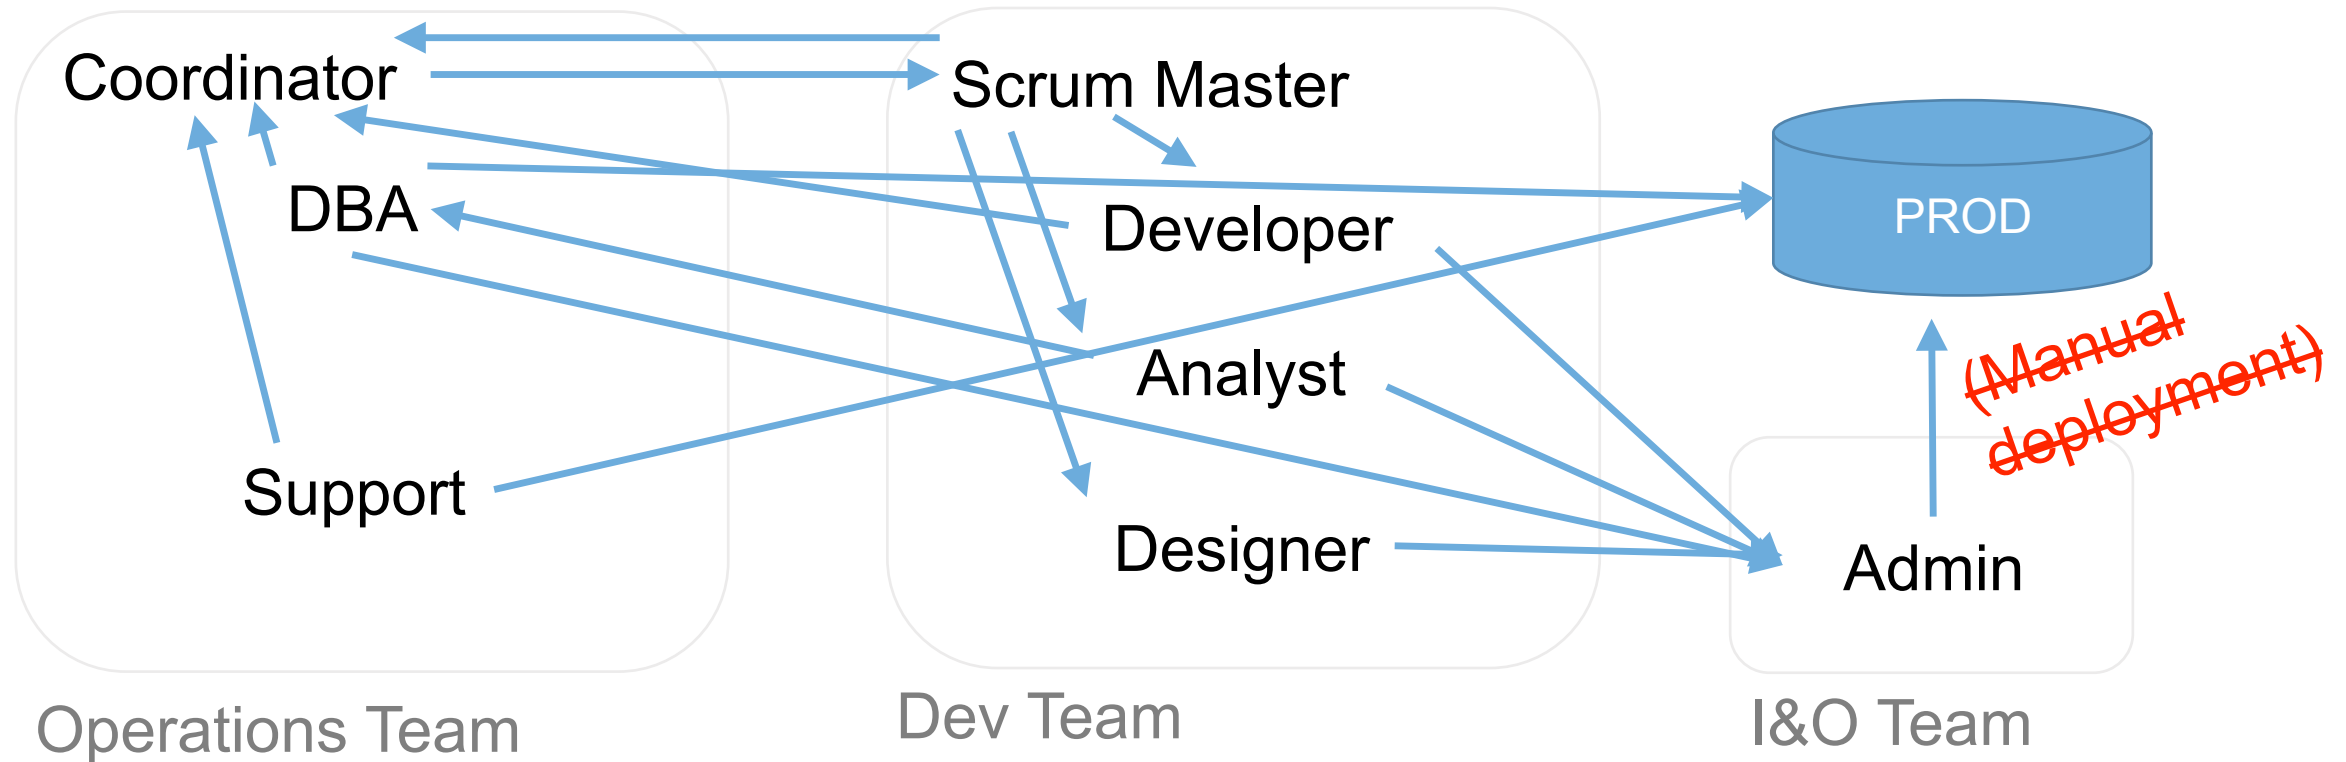 Coordinator
Scrum Master
DBA
Developer
PROD
(Manual
deployment)
Analyst
Support
Designer
Admin
Operations Team
Dev Team
I&O Team